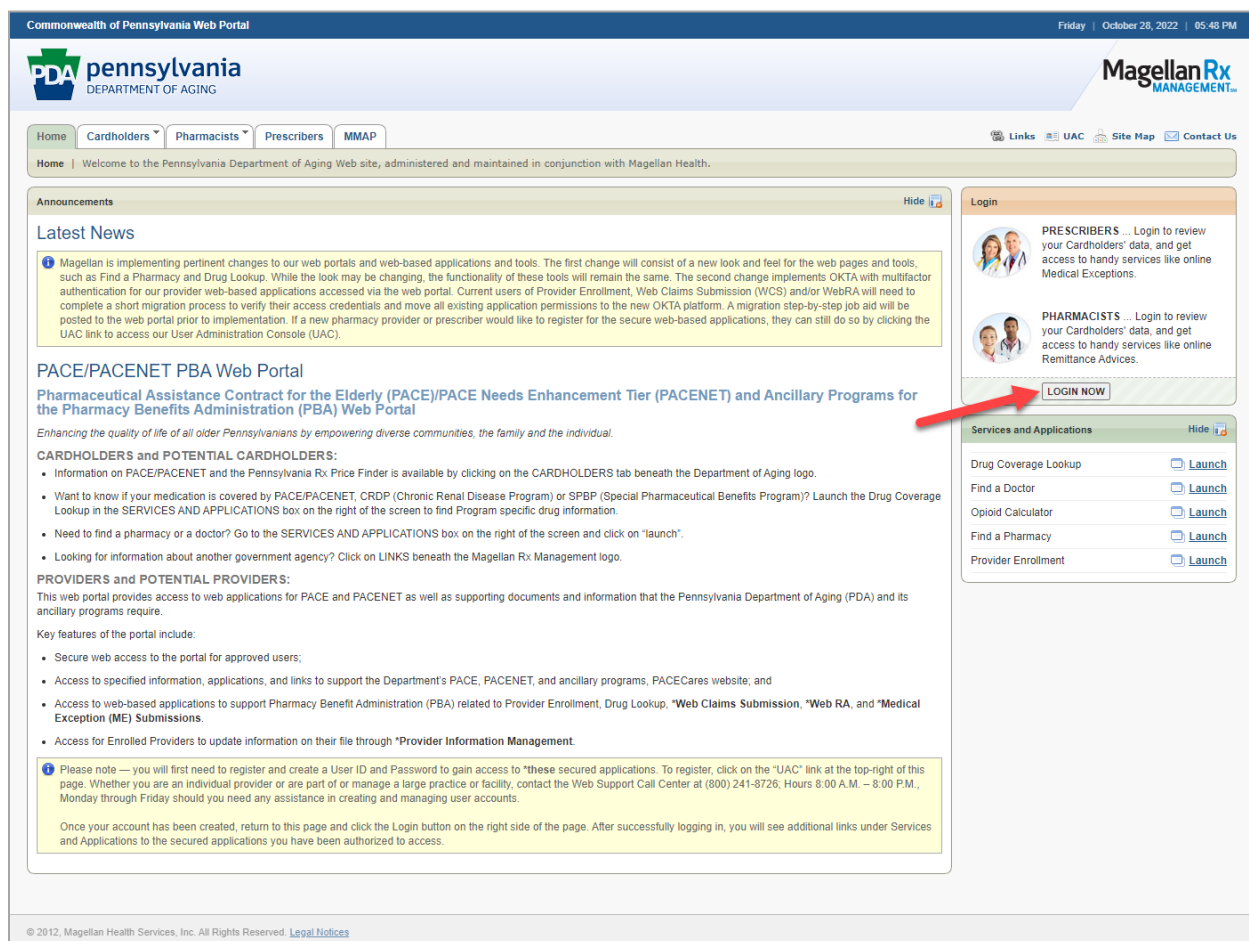 Commonwealth of Pennsylvania Web Portal
Friday | October 28, 2022 | 05:48 PM
PDA pennsylvania
DEPARTMENT OF AGING
Magellan Rx
MANAGEMENT SM
Home Cardholders Pharmacists Prescribers MMAP
Links UAC Site Map Contact Us
Home | Welcome to the Pennsylvania Department of Aging Web site, administered and maintained in conjunction with Magellan Health.
Announcements Hide
Latest News
Magellan is implementing pertinent changes to our web portals and web-based applications and tools. The first change will consist of a new look and feel for the web pages and tools,
such as Find a Pharmacy and Drug Lookup. While the look may be changing, the functionality of these tools will remain the same. The second change implements OKTA with multifactor
authentication for our provider web-based applications accessed via the web portal. Current users of Provider Enrollment, Web Claims Submission (WCS) and/or WebRA will need to
complete a short migration process to verify their access credentials and move all existing application permissions to the new OKTA platform. A migration step-by-step job aid will be
posted to the web portal prior to implementation. If a new pharmacy provider or prescriber would like to register for the secure web-based applications, they can still do so by clicking the
UAC link to access our User Administration Console (UAC).
PACE/PACENET PBA Web Portal
Pharmaceutical Assistance Contract for the Elderly (PACE)/PACE Needs Enhancement Tier (PACENET) and Ancillary Programs for
the Pharmacy Benefits Administration (PBA) Web Portal
Enhancing the quality of life of all older Pennsylvanians by empowering diverse communities, the family and the individual.
CARDHOLDERS and POTENTIAL CARDHOLDERS:
• Information on PACE/PACENET and the Pennsylvania Rx Price Finder is available by clicking on the CARDHOLDERS tab beneath the Department of Aging logo.
• Want to know if your medication is covered by PACE/PACENET, CRDP (Chronic Renal Disease Program) or SPBP (Special Pharmaceutical Benefits Program)? Launch the Drug Coverage
Lookup in the SERVICES AND APPLICATIONS box on the right of the screen to find Program specific drug information.
• Need to find a pharmacy or a doctor? Go to the SERVICES AND APPLICATIONS box on the right of the screen and click on "launch".
• Looking for information about another government agency? Click on LINKS beneath the Magellan Rx Management logo.
PROVIDERS and POTENTIAL PROVIDERS:
This web portal provides access to web applications for PACE and PACENET as well as supporting documents and information that the Pennsylvania Department of Aging (PDA) and its
ancillary programs require.
Key features of the portal include:
• Secure web access to the portal for approved users;
• Access to specified information, applications, and links to support the Department's PACE, PACENET, and ancillary programs, PACECares website; and
• Access to web-based applications to support Pharmacy Benefit Administration (PBA) related to Provider Enrollment, Drug Lookup, *Web Claims Submission, *Web RA, and *Medical
Exception (ME) Submissions.
• Access for Enrolled Providers to update information on their file through *Provider Information Management.
Please note — you will first need to register and create a User ID and Password to gain access to *these secured applications. To register, click on the "UAC" link at the top-right of this
page. Whether you are an individual provider or are part of or manage a large practice or facility, contact the Web Support Call Center at (800) 241-8726; Hours 8:00 A.M. – 8:00 P.M.,
Monday through Friday should you need any assistance in creating and managing user accounts.
Once your account has been created, return to this page and click the Login button on the right side of the page. After successfully logging in, you will see additional links under Services
and Applications to the secured applications you have been authorized to access.
Login
PRESCRIBERS ... Login to review
your Cardholders' data, and get
access to handy services like online
Medical Exceptions.
PHARMACISTS ... Login to review
your Cardholders' data, and get
access to handy services like online
Remittance Advices.
LOGIN NOW
Services and Applications Hide
Drug Coverage Lookup Launch
Find a Doctor Launch
Opioid Calculator Launch
Find a Pharmacy Launch
Provider Enrollment Launch
© 2012, Magellan Health Services, Inc. All Rights Reserved. Legal Notices